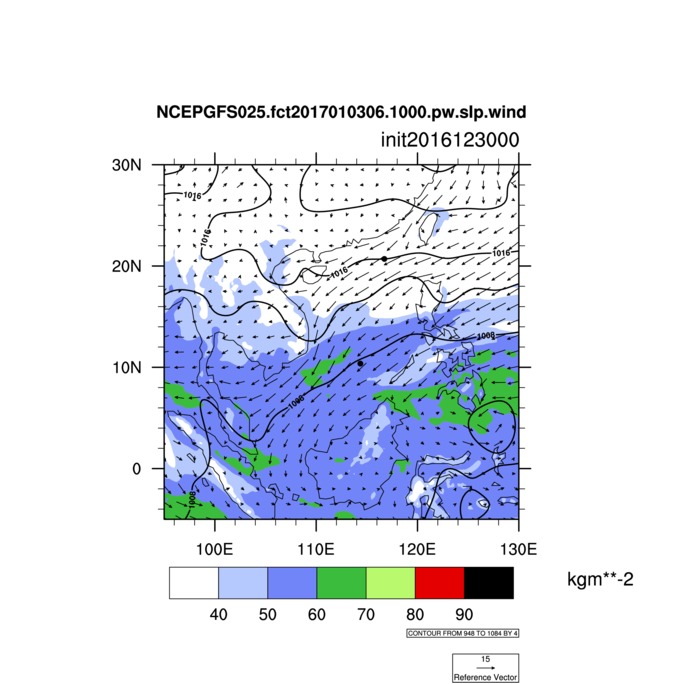 NCEPGFS025.fct2017010306.1000.pw.slp.wind
init2016123000
30N
1016
1016
20N
1016
1016
1008
10N
1008
0
1008
100E 110E 120E 130E
kgm**-2
40 50 60 70 80 90
CONTOUR FROM 948 TO 1084 BY 4
15
Reference Vector